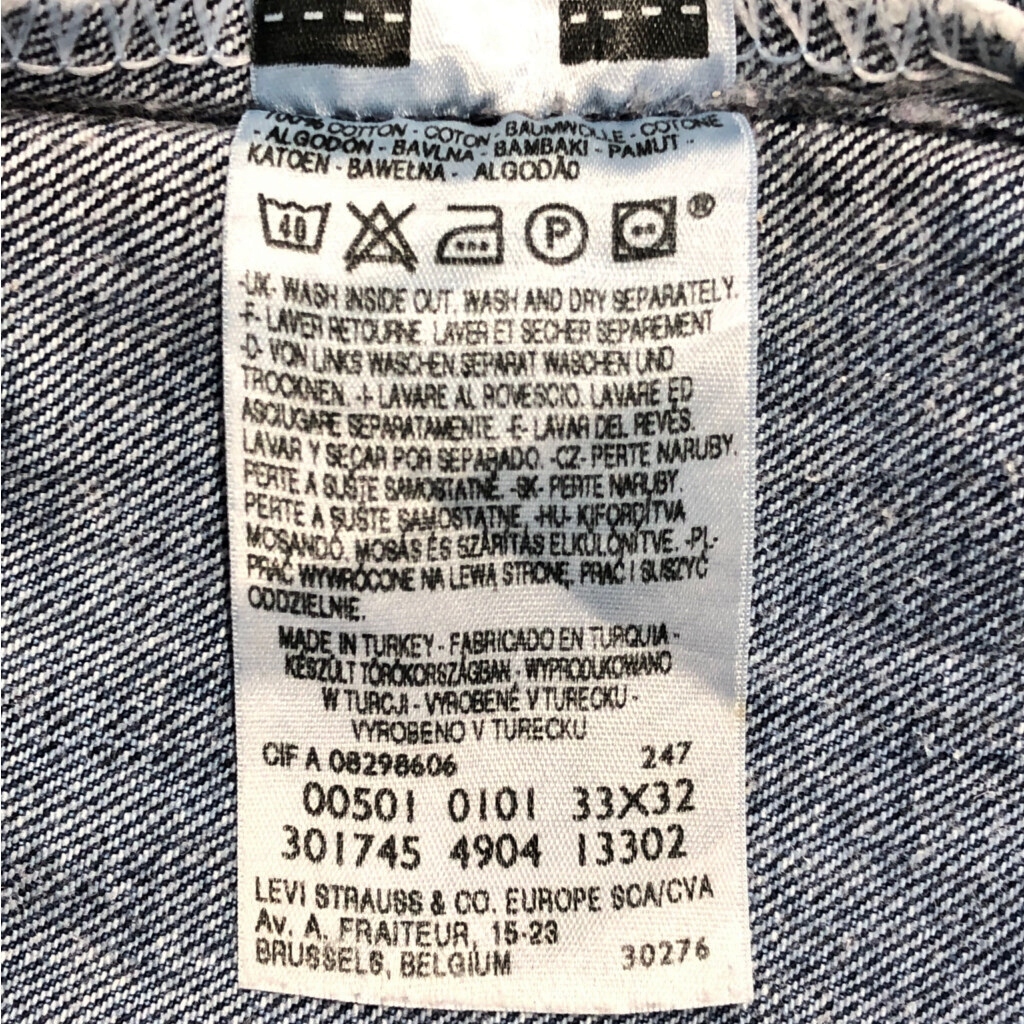 100% COTTON - COTON - BAUMWOLLE - COTONE
- ALGODÓN - BAVLNA - BAMBAKI - PAMUT -
KATOEN - BAWEŁNA - ALGODÃO
40 P ®
-UK- WASH INSIDE OUT. WASH AND DRY SEPARATELY.
-F- LAVER RETOURNE. LAVER ET SECHER SEPAREMENT
-D- VON LINKS WASCHEN. SEPARAT WASCHEN UND
TROCKNEN. -I- LAVARE AL ROVESCIO. LAVARE ED
ASCIUGARE SEPARATAMENTE. -E- LAVAR DEL REVÉS.
LAVAR Y SECAR POR SEPARADO. -CZ- PERTE NARUBY.
PERTE A SUŠTE SAMOSTATNĚ. -SK- PERTE NARUBY.
PERTE A SUŠTE SAMOSTATNE. -HU- KIFORDÍTVA
MOSANDÓ. MOSÁS ÉS SZÁRÍTÁS ELKÜLÖNÍTVE. -PL-
PRAĆ WYWRÓCONE NA LEWĄ STRONĘ, PRAĆ I SUSZYĆ
ODDZIELNIE.
MADE IN TURKEY - FABRICADO EN TURQUIA -
KÉSZÜLT TÖRÖKORSZÁGBAN - WYPRODUKOWANO
W TURCJI - VYROBENÉ V TURECKU -
VYROBENO V TURECKU
CIF A 08298606 247
00501 0101 33X32
301745 4904 13302
LEVI STRAUSS & CO. EUROPE SCA/CVA
Av. A. FRAITEUR, 15-23
BRUSSELS, BELGIUM 30276